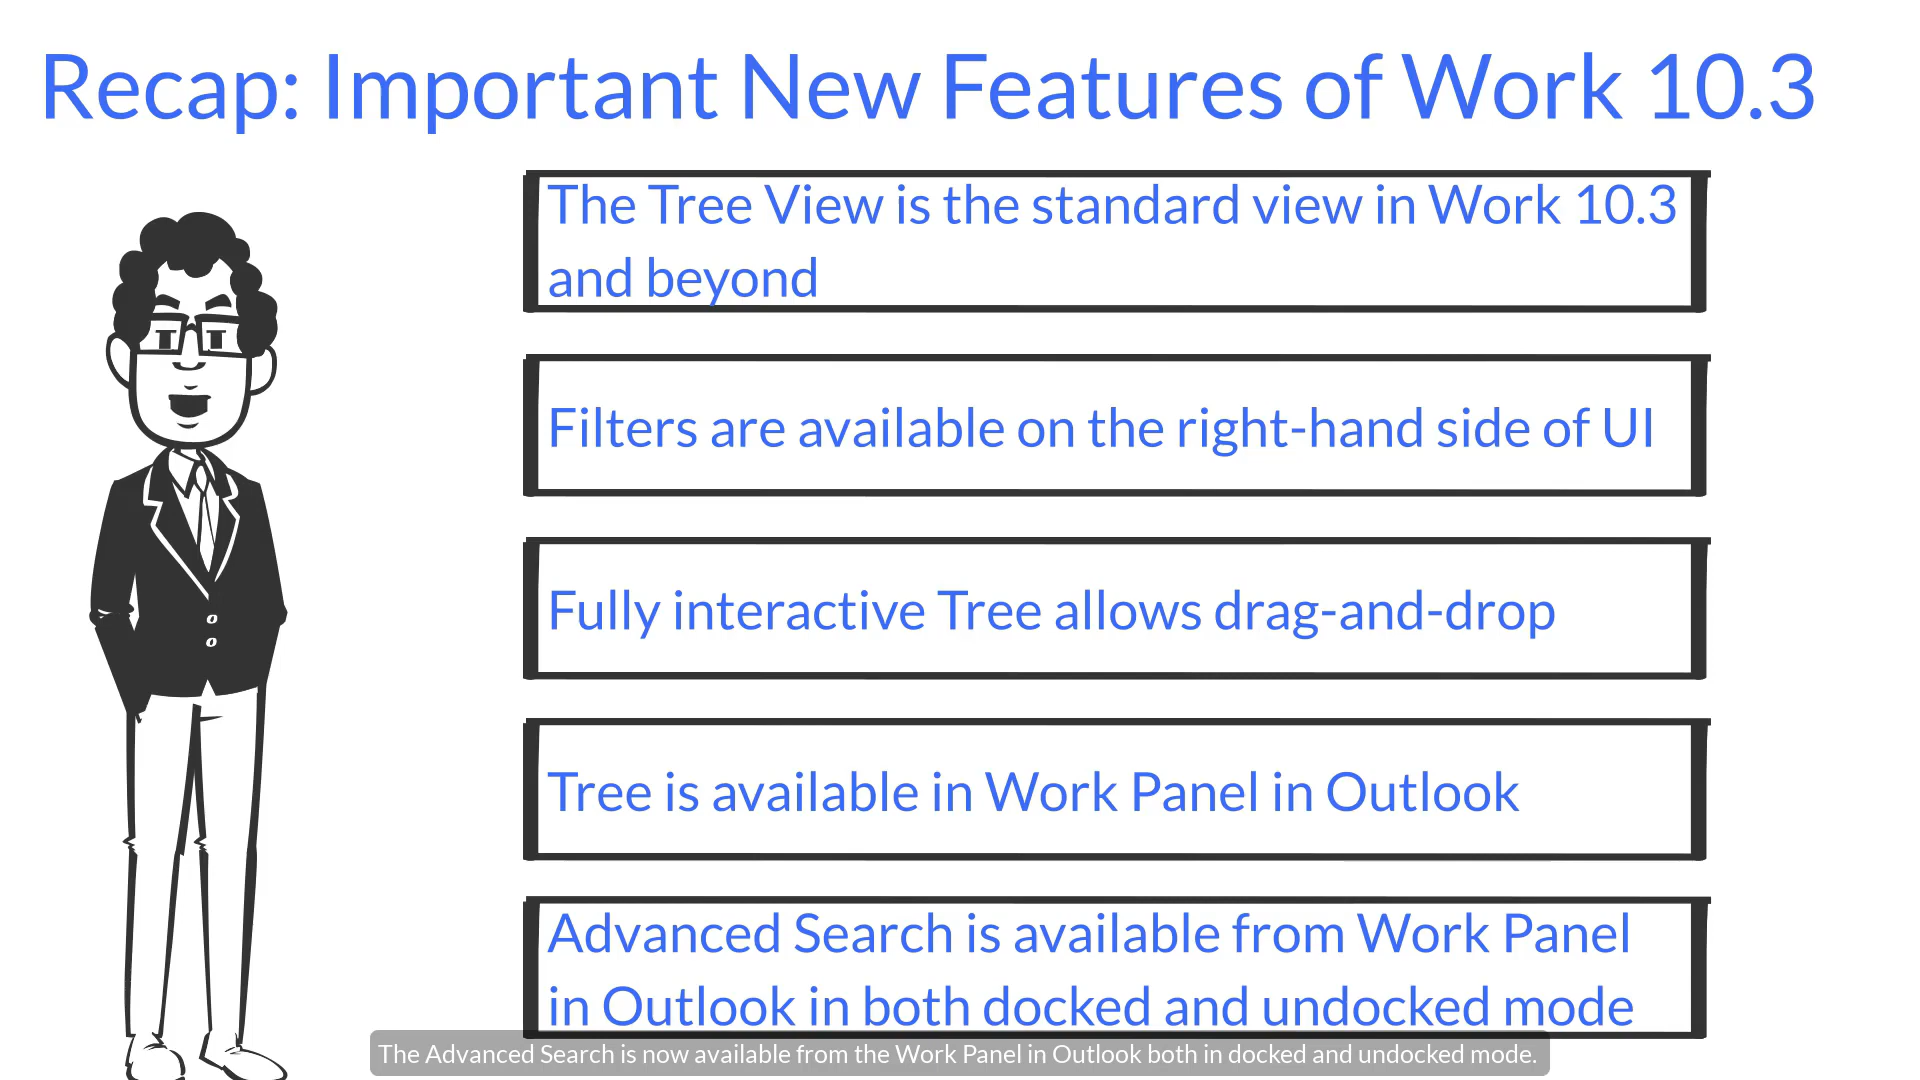 Recap: Important New Features of Work 10.3
The Tree View is the standard view in Work 10.3
and beyond
Filters are available on the right-hand side of UI
Fully interactive Tree allows drag-and-drop
Tree is available in Work Panel in Outlook
Advanced Search is available from Work Panel
in Outlook in both docked and undocked mode
The Advanced Search is now available from the Work Panel in Outlook both in docked and undocked mode.